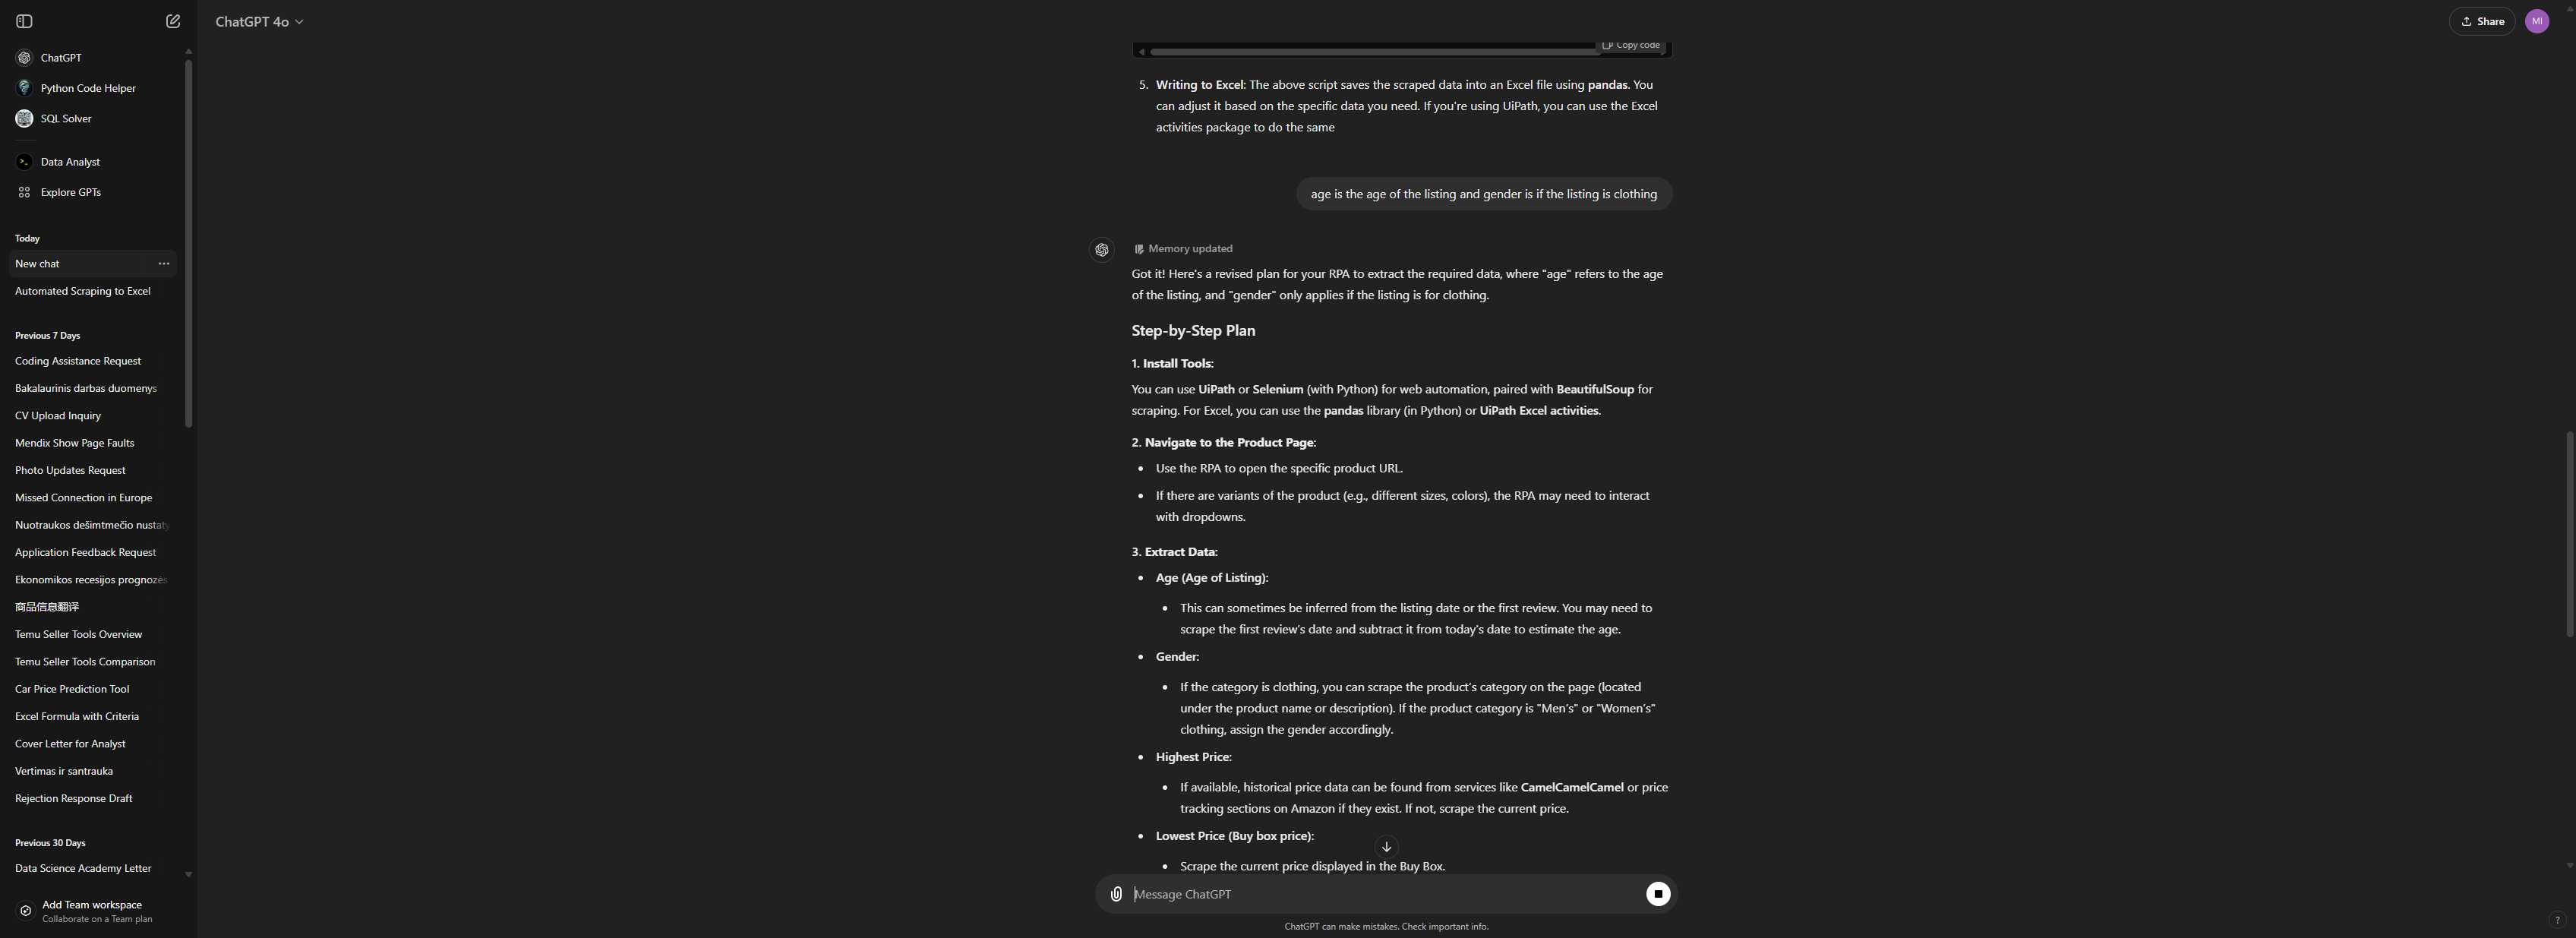 ChatGPT 4o
Share
MI
ChatGPT
Python Code Helper
SQL Solver
Data Analyst
Explore GPTs
Today
New chat
Automated Scraping to Excel
Previous 7 Days
Coding Assistance Request
Bakalaurinis darbas duomenys
CV Upload Inquiry
Mendix Show Page Faults
Photo Updates Request
Missed Connection in Europe
Nuotraukos dešimtmečio nustaty
Application Feedback Request
Ekonomikos recesijos prognozės
商品信息翻译
Temu Seller Tools Overview
Temu Seller Tools Comparison
Car Price Prediction Tool
Excel Formula with Criteria
Cover Letter for Analyst
Vertimas ir santrauka
Rejection Response Draft
Previous 30 Days
Data Science Academy Letter
Add Team workspace
Collaborate on a Team plan
Copy code
5. Writing to Excel: The above script saves the scraped data into an Excel file using pandas. You
can adjust it based on the specific data you need. If you're using UiPath, you can use the Excel
activities package to do the same
age is the age of the listing and gender is if the listing is clothing
Memory updated
Got it! Here's a revised plan for your RPA to extract the required data, where "age" refers to the age
of the listing, and "gender" only applies if the listing is for clothing.
Step-by-Step Plan
1. Install Tools:
You can use UiPath or Selenium (with Python) for web automation, paired with BeautifulSoup for
scraping. For Excel, you can use the pandas library (in Python) or UiPath Excel activities.
2. Navigate to the Product Page:
• Use the RPA to open the specific product URL.
• If there are variants of the product (e.g., different sizes, colors), the RPA may need to interact
with dropdowns.
3. Extract Data:
• Age (Age of Listing):
• This can sometimes be inferred from the listing date or the first review. You may need to
scrape the first review's date and subtract it from today's date to estimate the age.
• Gender:
• If the category is clothing, you can scrape the product's category on the page (located
under the product name or description). If the product category is "Men's" or "Women's"
clothing, assign the gender accordingly.
• Highest Price:
• If available, historical price data can be found from services like CamelCamelCamel or price
tracking sections on Amazon if they exist. If not, scrape the current price.
• Lowest Price (Buy box price):
• Scrape the current price displayed in the Buy Box.
Message ChatGPT
ChatGPT can make mistakes. Check important info.
?